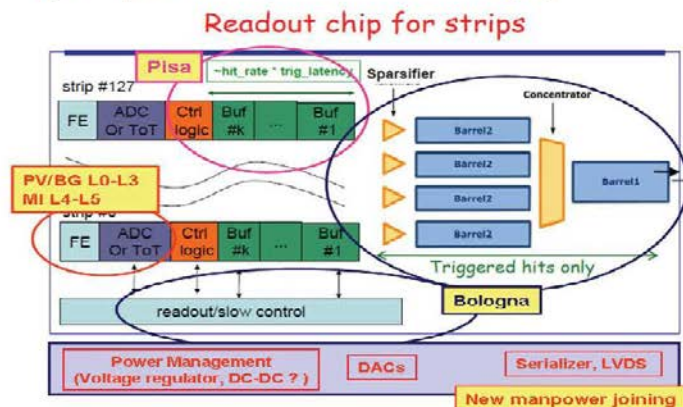 Readout chip for strips
Pisa
~hit_rate * trig_latency
strip #127
FE
ADC
Or ToT
Ctrl
logic
Buf
#k
...
Buf
#1
Sparsifier
Concentrator
Barrel2
Barrel2
Barrel2
Barrel2
Barrel1
PV/BG L0-L3
MI L4-L5
FE
ADC
Or ToT
Ctrl
logic
Buf
#k
...
Buf
#1
Triggered hits only
Bologna
readout/slow control
Power Management
(Voltage regulator, DC-DC ? )
DACs
Serializer, LVDS
New manpower joining